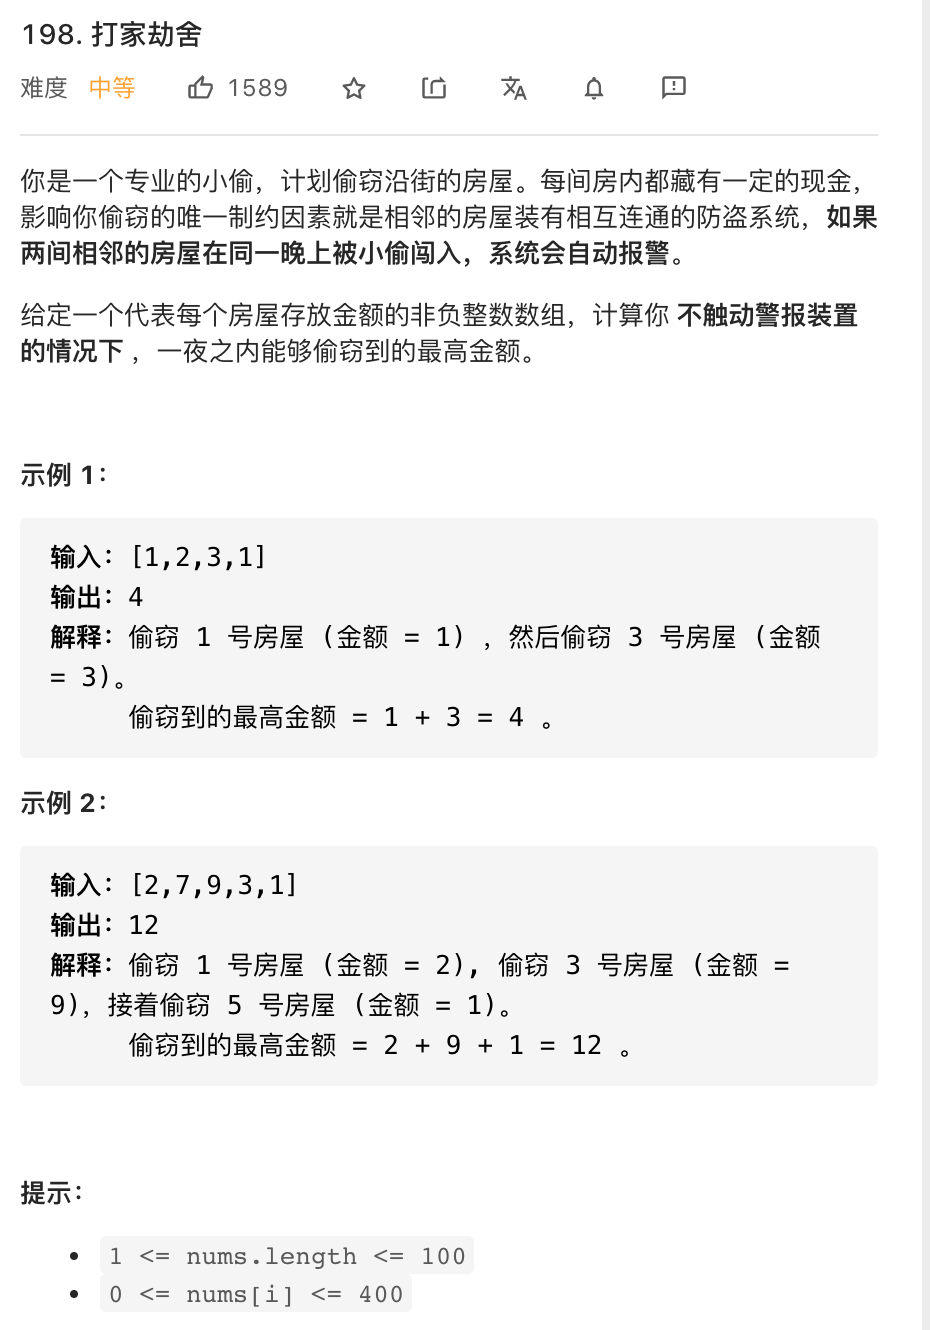 198. 打家劫舍
难度 中等 1589
你是一个专业的小偷，计划偷窃沿街的房屋。每间房内都藏有一定的现金，
影响你偷窃的唯一制约因素就是相邻的房屋装有相互连通的防盗系统，如果
两间相邻的房屋在同一晚上被小偷闯入，系统会自动报警。
给定一个代表每个房屋存放金额的非负整数数组，计算你 不触动警报装置
的情况下 ，一夜之内能够偷窃到的最高金额。
示例 1：
输入：[1,2,3,1]
输出：4
解释：偷窃 1 号房屋 (金额 = 1) ，然后偷窃 3 号房屋 (金额
= 3)。
偷窃到的最高金额 = 1 + 3 = 4 。
示例 2：
输入：[2,7,9,3,1]
输出：12
解释：偷窃 1 号房屋 (金额 = 2), 偷窃 3 号房屋 (金额 =
9)，接着偷窃 5 号房屋 (金额 = 1)。
偷窃到的最高金额 = 2 + 9 + 1 = 12 。
提示：
• 1 <= nums.length <= 100
• 0 <= nums[i] <= 400